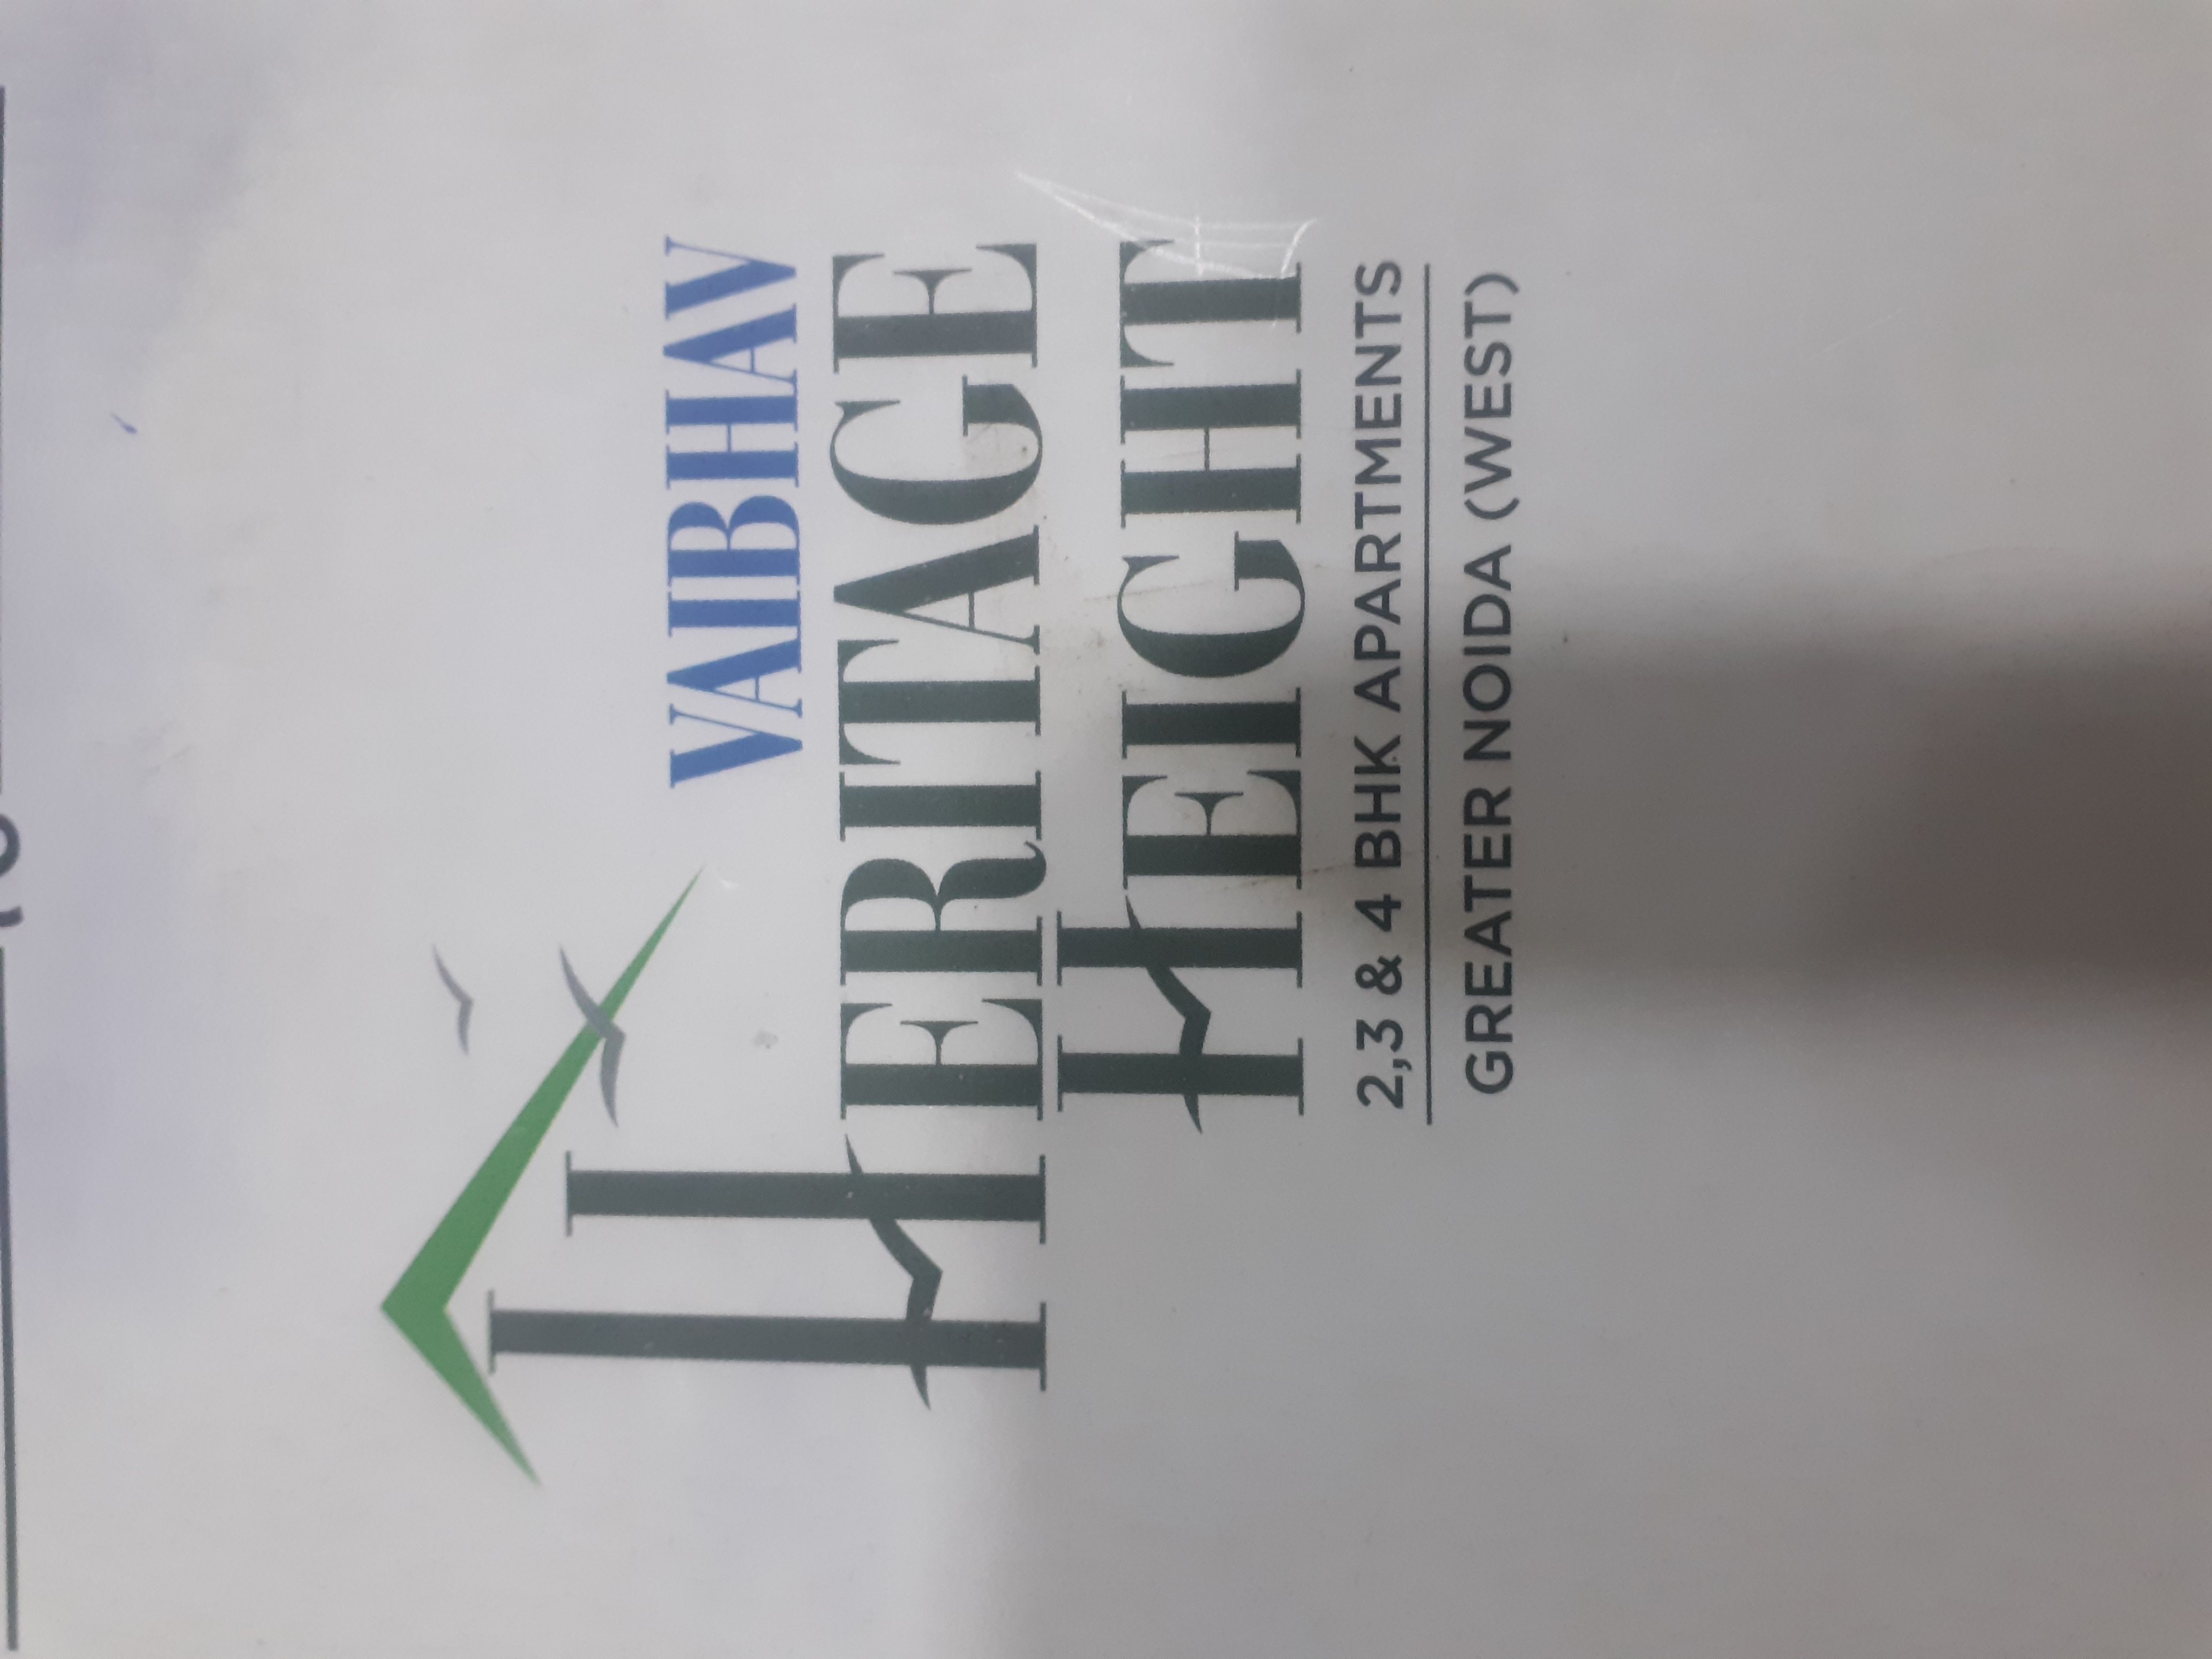 VAIBHAV
HERITAGE
HEIGHT
2,3 & 4 BHK APARTMENTS
GREATER NOIDA (WEST)